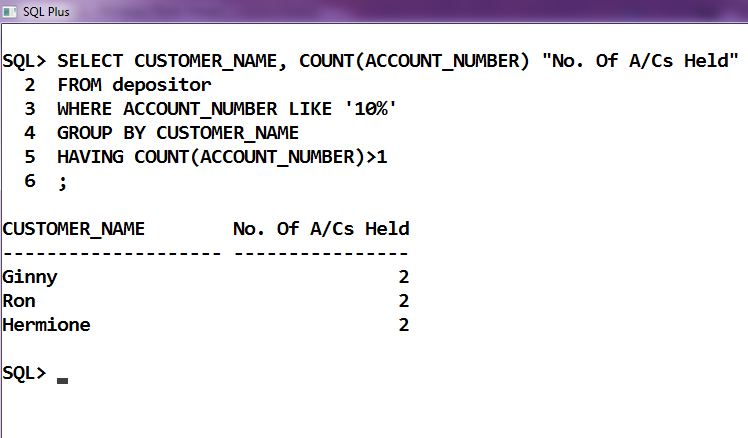 SQL Plus
SQL> SELECT CUSTOMER_NAME, COUNT(ACCOUNT_NUMBER) "No. Of A/Cs Held"
2 FROM depositor
3 WHERE ACCOUNT_NUMBER LIKE '10%'
4 GROUP BY CUSTOMER_NAME
5 HAVING COUNT(ACCOUNT_NUMBER)>1
6 ;
CUSTOMER_NAME No. Of A/Cs Held
-------------------- ----------------
Ginny 2
Ron 2
Hermione 2
SQL>